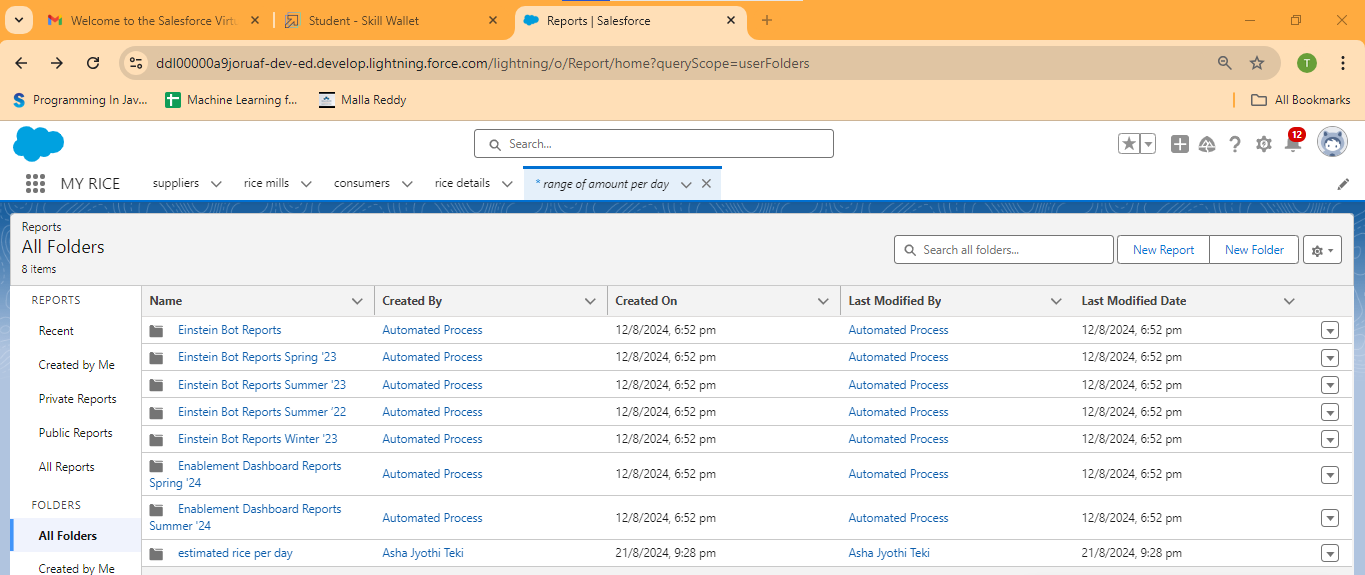 Welcome to the Salesforce Virtu
Student - Skill Wallet
Reports | Salesforce
ddl00000a9joruaf-dev-ed.develop.lightning.force.com/lightning/o/Report/home?queryScope=userFolders
T
Programming In Jav...
Machine Learning f...
Malla Reddy
All Bookmarks
Search...
12
MY RICE
suppliers
rice mills
consumers
rice details
* range of amount per day
Reports
All Folders
8 items
Search all folders...
New Report
New Folder
REPORTS
Recent
Created by Me
Private Reports
Public Reports
All Reports
FOLDERS
All Folders
Created by Me
Name Created By Created On Last Modified By Last Modified Date
Einstein Bot Reports Automated Process 12/8/2024, 6:52 pm Automated Process 12/8/2024, 6:52 pm
Einstein Bot Reports Spring '23 Automated Process 12/8/2024, 6:52 pm Automated Process 12/8/2024, 6:52 pm
Einstein Bot Reports Summer '23 Automated Process 12/8/2024, 6:52 pm Automated Process 12/8/2024, 6:52 pm
Einstein Bot Reports Summer '22 Automated Process 12/8/2024, 6:52 pm Automated Process 12/8/2024, 6:52 pm
Einstein Bot Reports Winter '23 Automated Process 12/8/2024, 6:52 pm Automated Process 12/8/2024, 6:52 pm
Enablement Dashboard Reports
Spring '24 Automated Process 12/8/2024, 6:52 pm Automated Process 12/8/2024, 6:52 pm
Enablement Dashboard Reports
Summer '24 Automated Process 12/8/2024, 6:52 pm Automated Process 12/8/2024, 6:52 pm
estimated rice per day Asha Jyothi Teki 21/8/2024, 9:28 pm Asha Jyothi Teki 21/8/2024, 9:28 pm